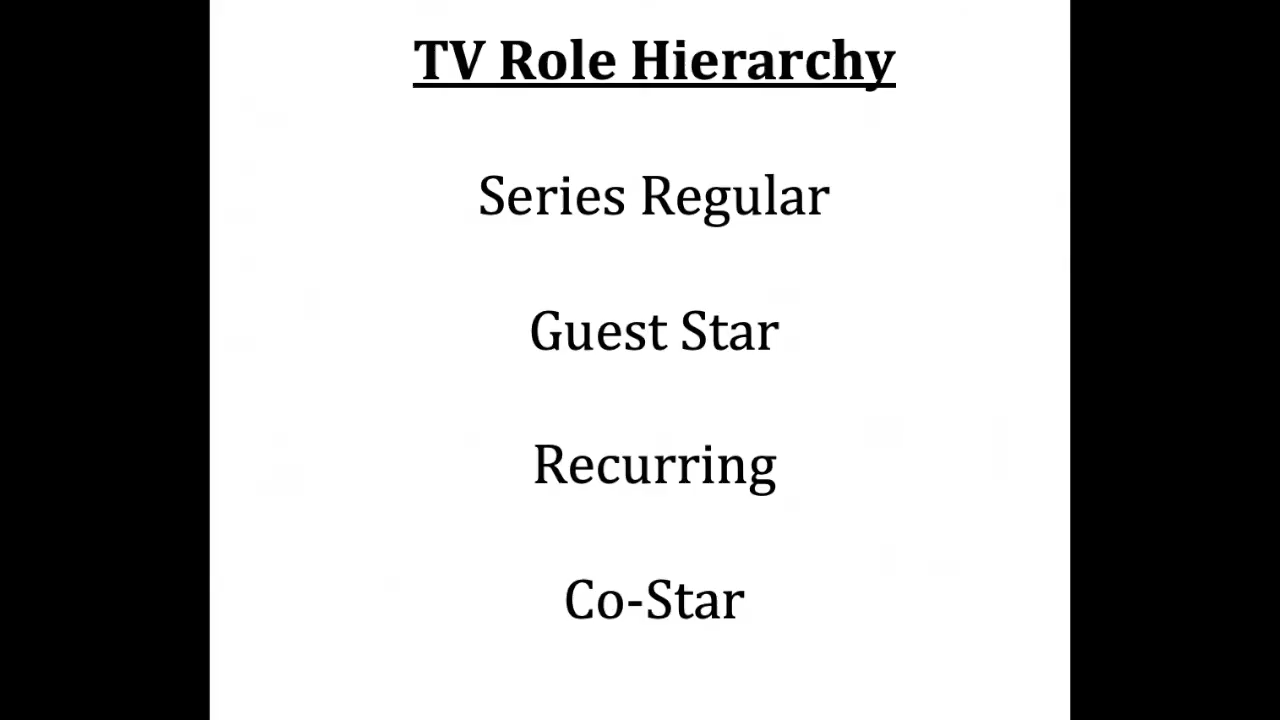 TV Role Hierarchy
Series Regular
Guest Star
Recurring
Co-Star